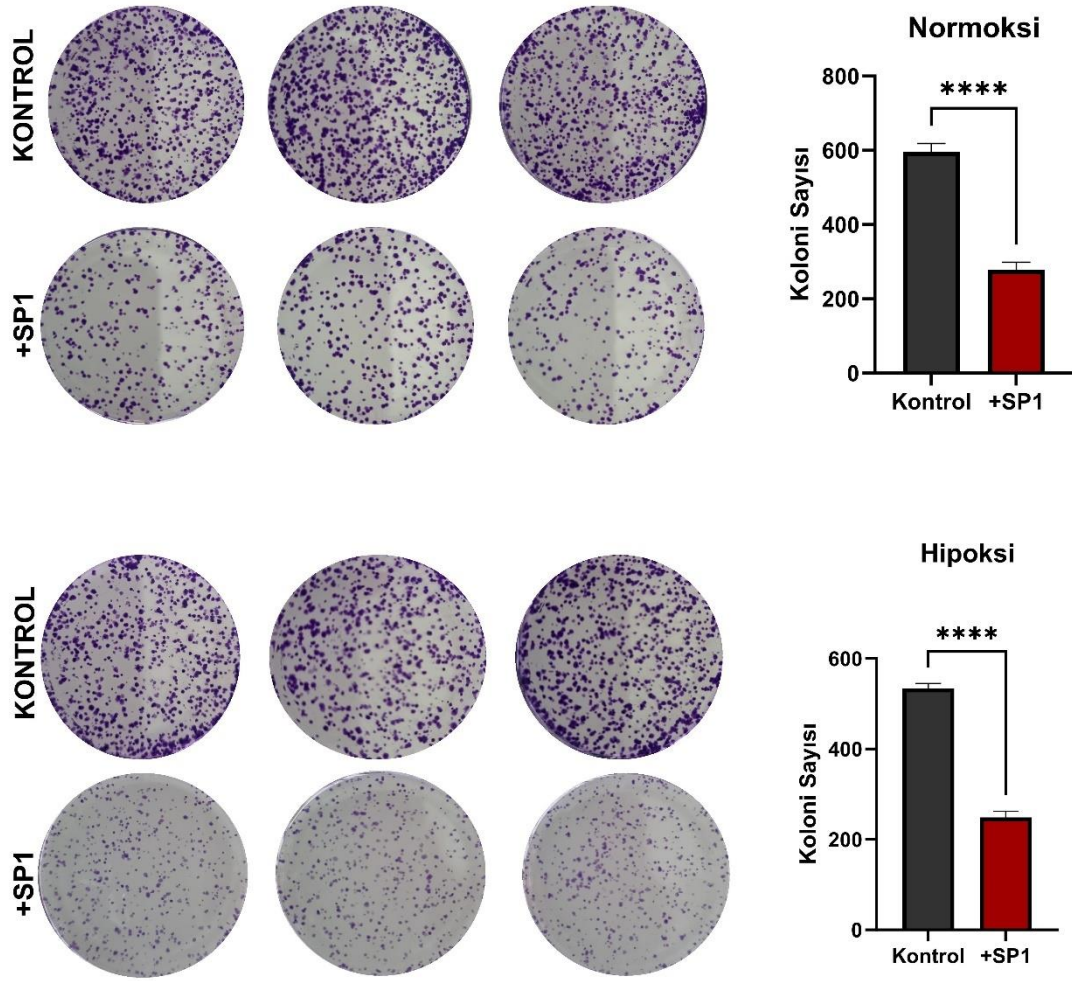 KONTROL
+SP1
Normoksi
****
Koloni Sayısı
800
600
400
200
0
Kontrol +SP1
KONTROL
+SP1
Hipoksi
****
Koloni Sayısı
600
400
200
0
Kontrol +SP1